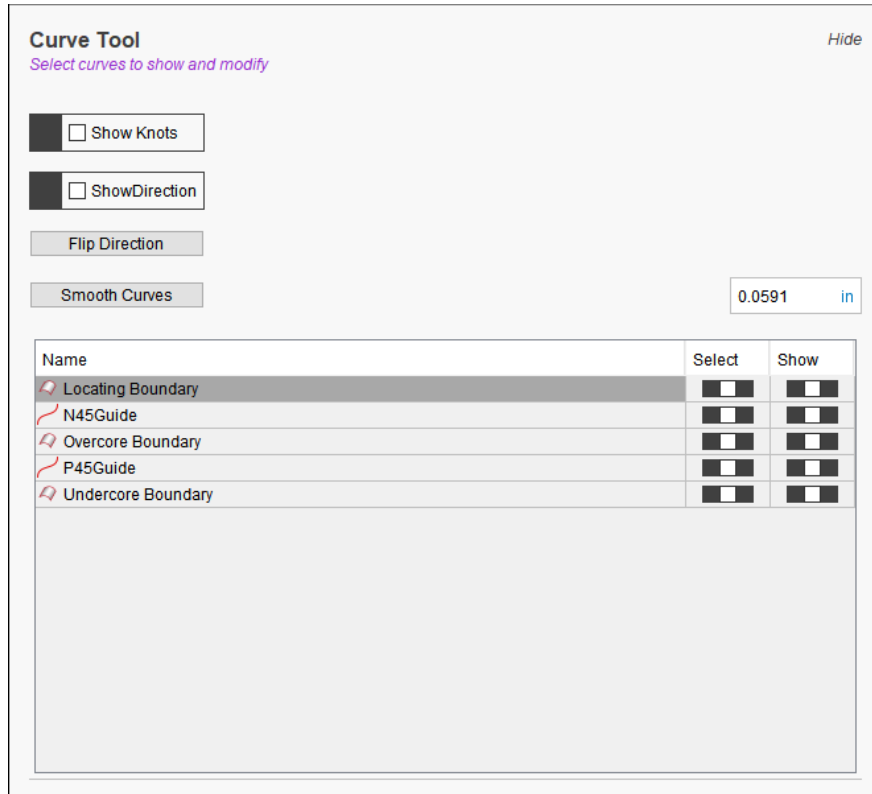 Curve Tool
Hide
Select curves to show and modify
Show Knots
ShowDirection
Flip Direction
Smooth Curves
0.0591 in
Name Select Show
Locating Boundary
N45Guide
Overcore Boundary
P45Guide
Undercore Boundary